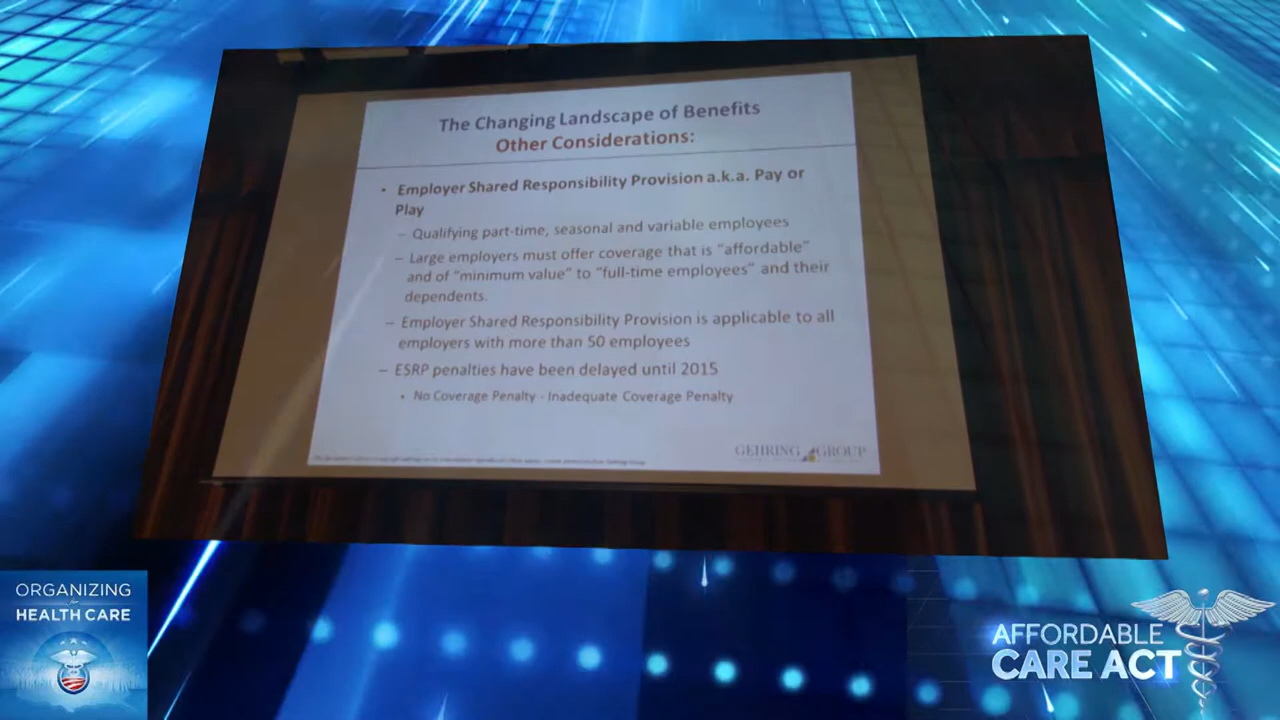 The Changing Landscape of Benefits
Other Considerations:
• Employer Shared Responsibility Provision a.k.a. Pay or
Play
– Qualifying part-time, seasonal and variable employees
– Large employers must offer coverage that is “affordable”
and of “minimum value” to “full-time employees” and their
dependents.
– Employer Shared Responsibility Provision is applicable to all
employers with more than 50 employees
– ESRP penalties have been delayed until 2015
• No Coverage Penalty - Inadequate Coverage Penalty
GEHRING GROUP
ORGANIZING
for
HEALTH CARE
AFFORDABLE
CARE ACT